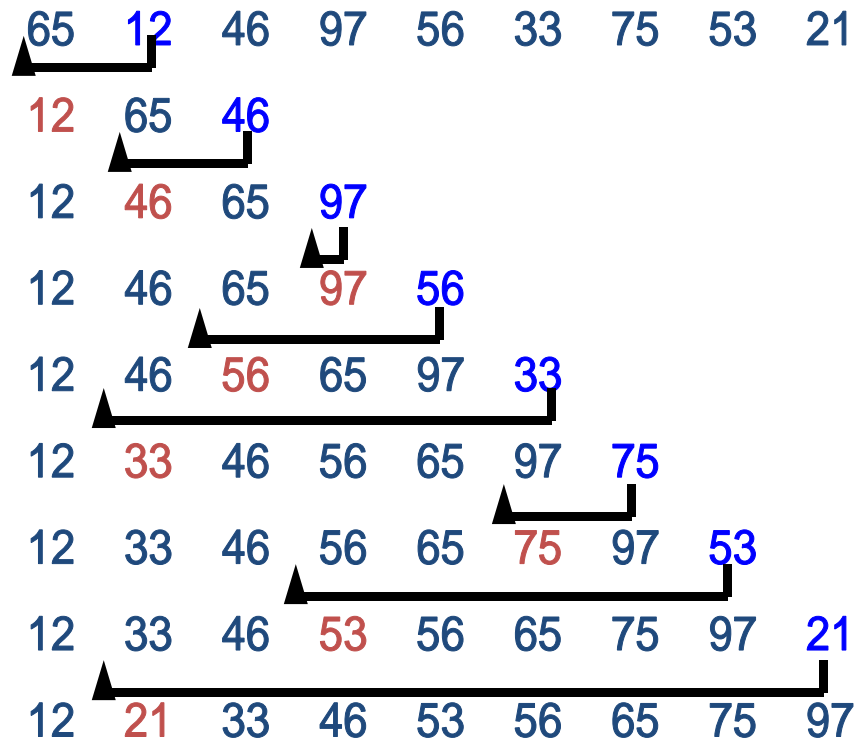 65 12 46 97 56 33 75 53 21
12 65 46
12 46 65 97
12 46 65 97 56
12 46 56 65 97 33
12 33 46 56 65 97 75
12 33 46 56 65 75 97 53
12 33 46 53 56 65 75 97 21
12 21 33 46 53 56 65 75 97